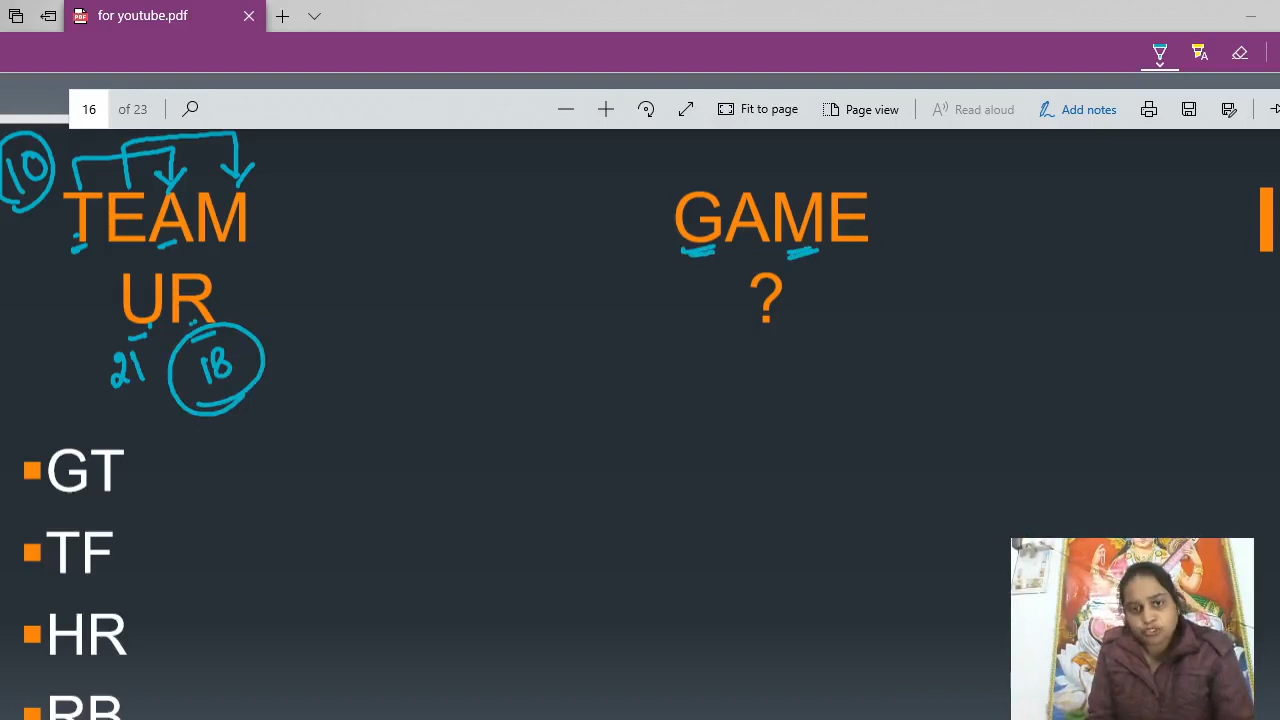 for youtube.pdf
16 of 23
Fit to page
Page view
Read aloud
Add notes
10
TEAM GAME
UR ?
21 18
GT
TF
HR
RB